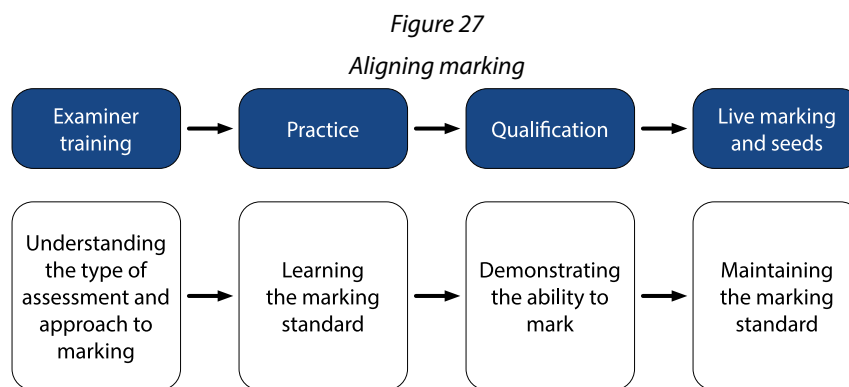 Figure 27
Aligning marking
Examiner
training
Practice
Qualification
Live marking
and seeds
Understanding
the type of
assessment and
approach to
marking
Learning
the marking
standard
Demonstrating
the ability to
mark
Maintaining
the marking
standard